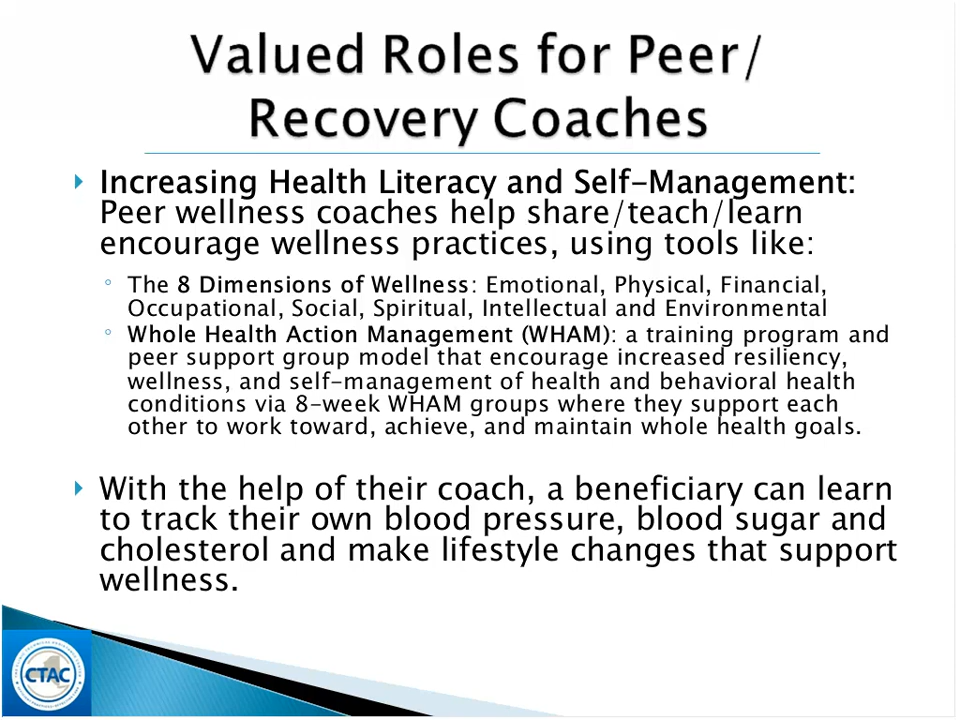 Valued Roles for Peer/
Recovery Coaches
Increasing Health Literacy and Self-Management:
Peer wellness coaches help share/teach/learn
encourage wellness practices, using tools like:
The 8 Dimensions of Wellness: Emotional, Physical, Financial,
Occupational, Social, Spiritual, Intellectual and Environmental
Whole Health Action Management (WHAM): a training program and
peer support group model that encourage increased resiliency,
wellness, and self-management of health and behavioral health
conditions via 8-week WHAM groups where they support each
other to work toward, achieve, and maintain whole health goals.
With the help of their coach, a beneficiary can learn
to track their own blood pressure, blood sugar and
cholesterol and make lifestyle changes that support
wellness.
CTAC